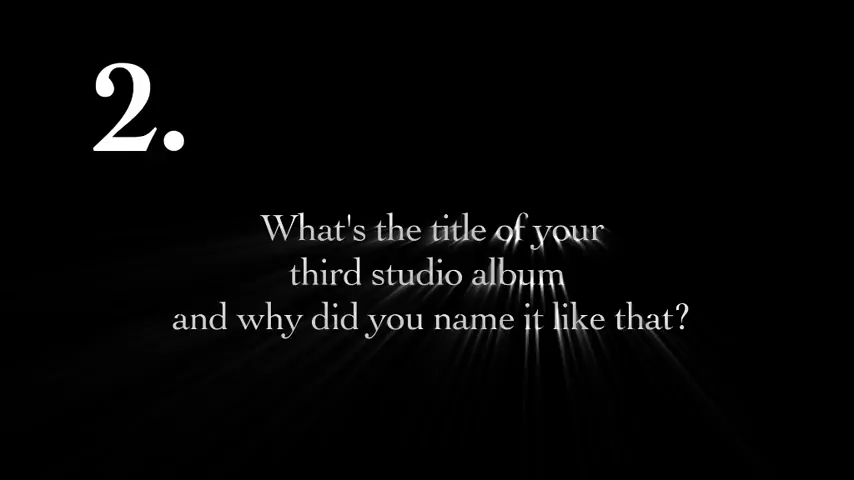 2.
What's the title of your
third studio album
and why did you name it like that?